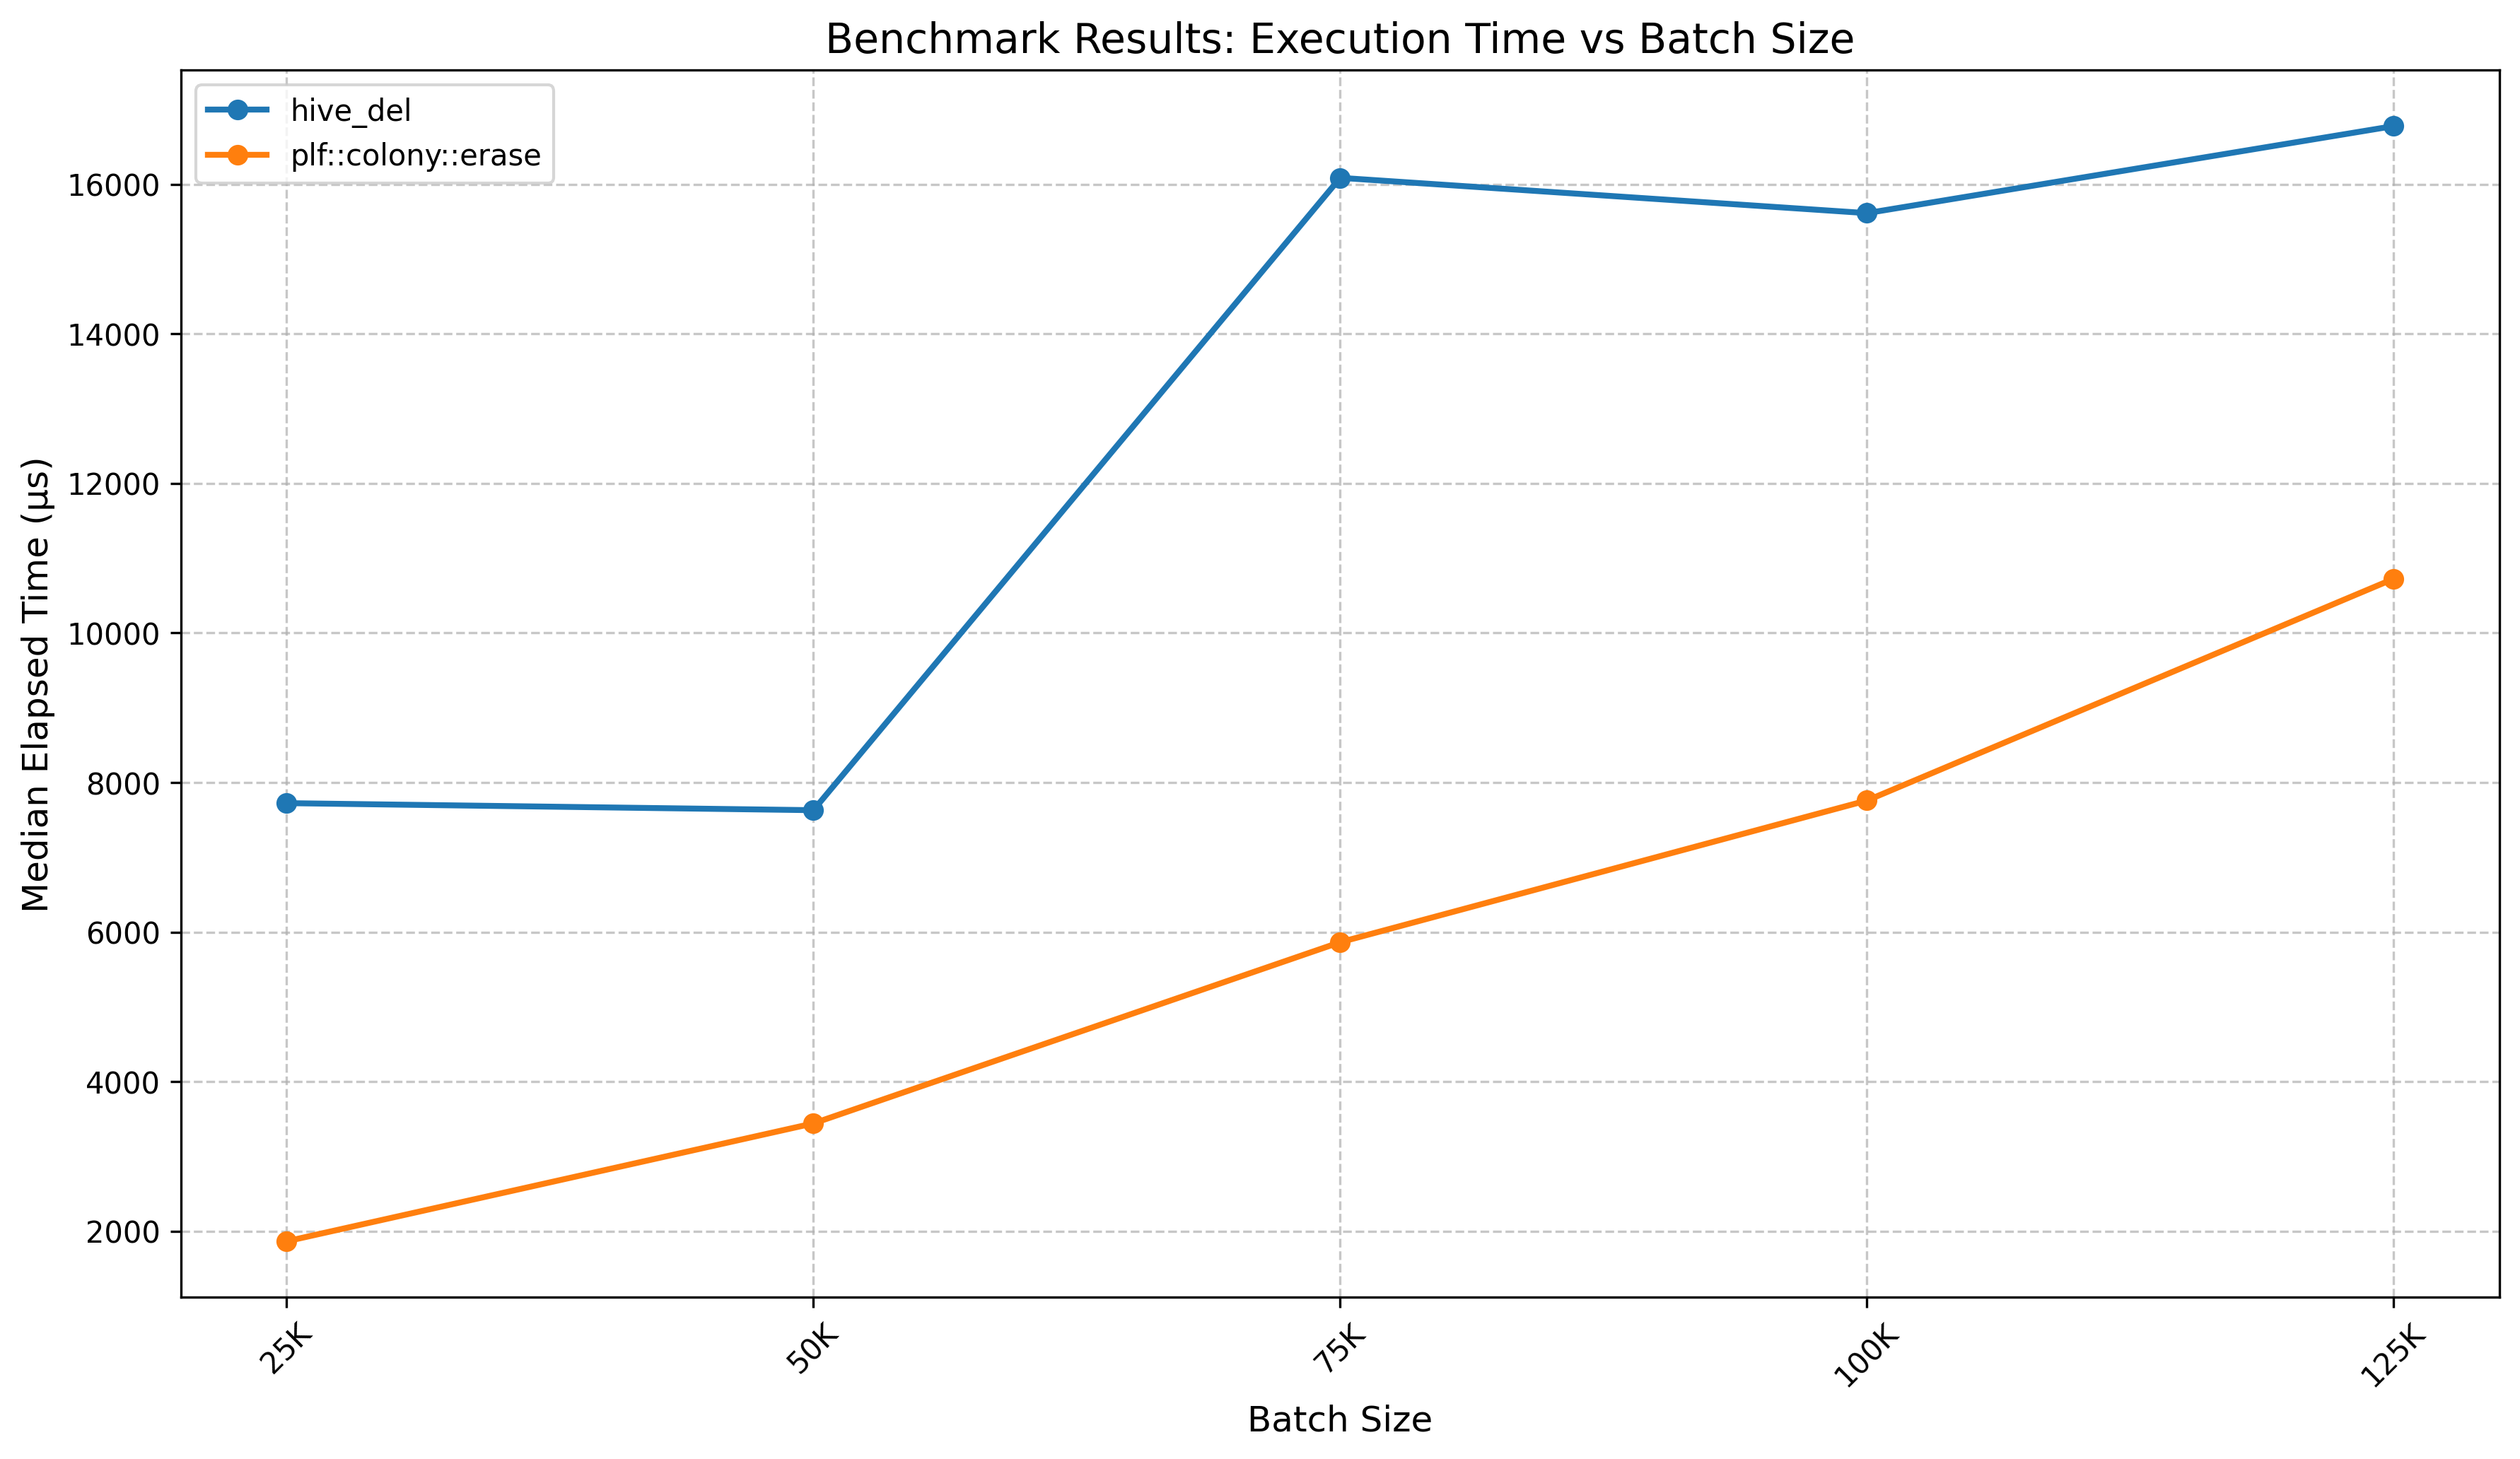 Benchmark Results: Execution Time vs Batch Size
hive_del
plf::colony::erase
Median Elapsed Time (µs)
16000
14000
12000
10000
8000
6000
4000
2000
25K
50K
75K
100K
125K
Batch Size